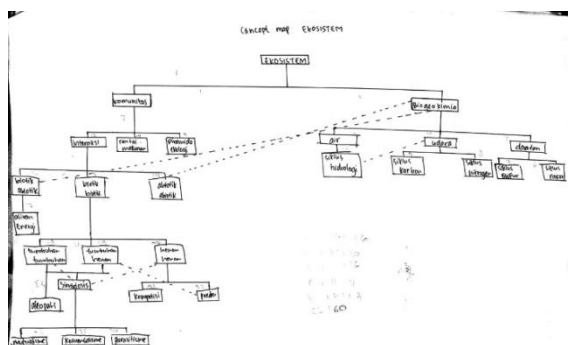 Concept map EKOSISTEM
EKOSISTEM
komunitas
Biogeokimia
interaksi
rantai makanan
piramida ekologi
air
udara
daratan
siklus hidrologi
siklus karbon
siklus nitrogen
siklus sulfur
biotik abiotik
biotik biotik
abiotik abiotik
aliran Energi
tumbuhan tumbuhan
tumbuhan hewan
hewan hewan
alelopati
Simbiosis
kompetisi
mutualisme
komensalisme
parasitisme
60